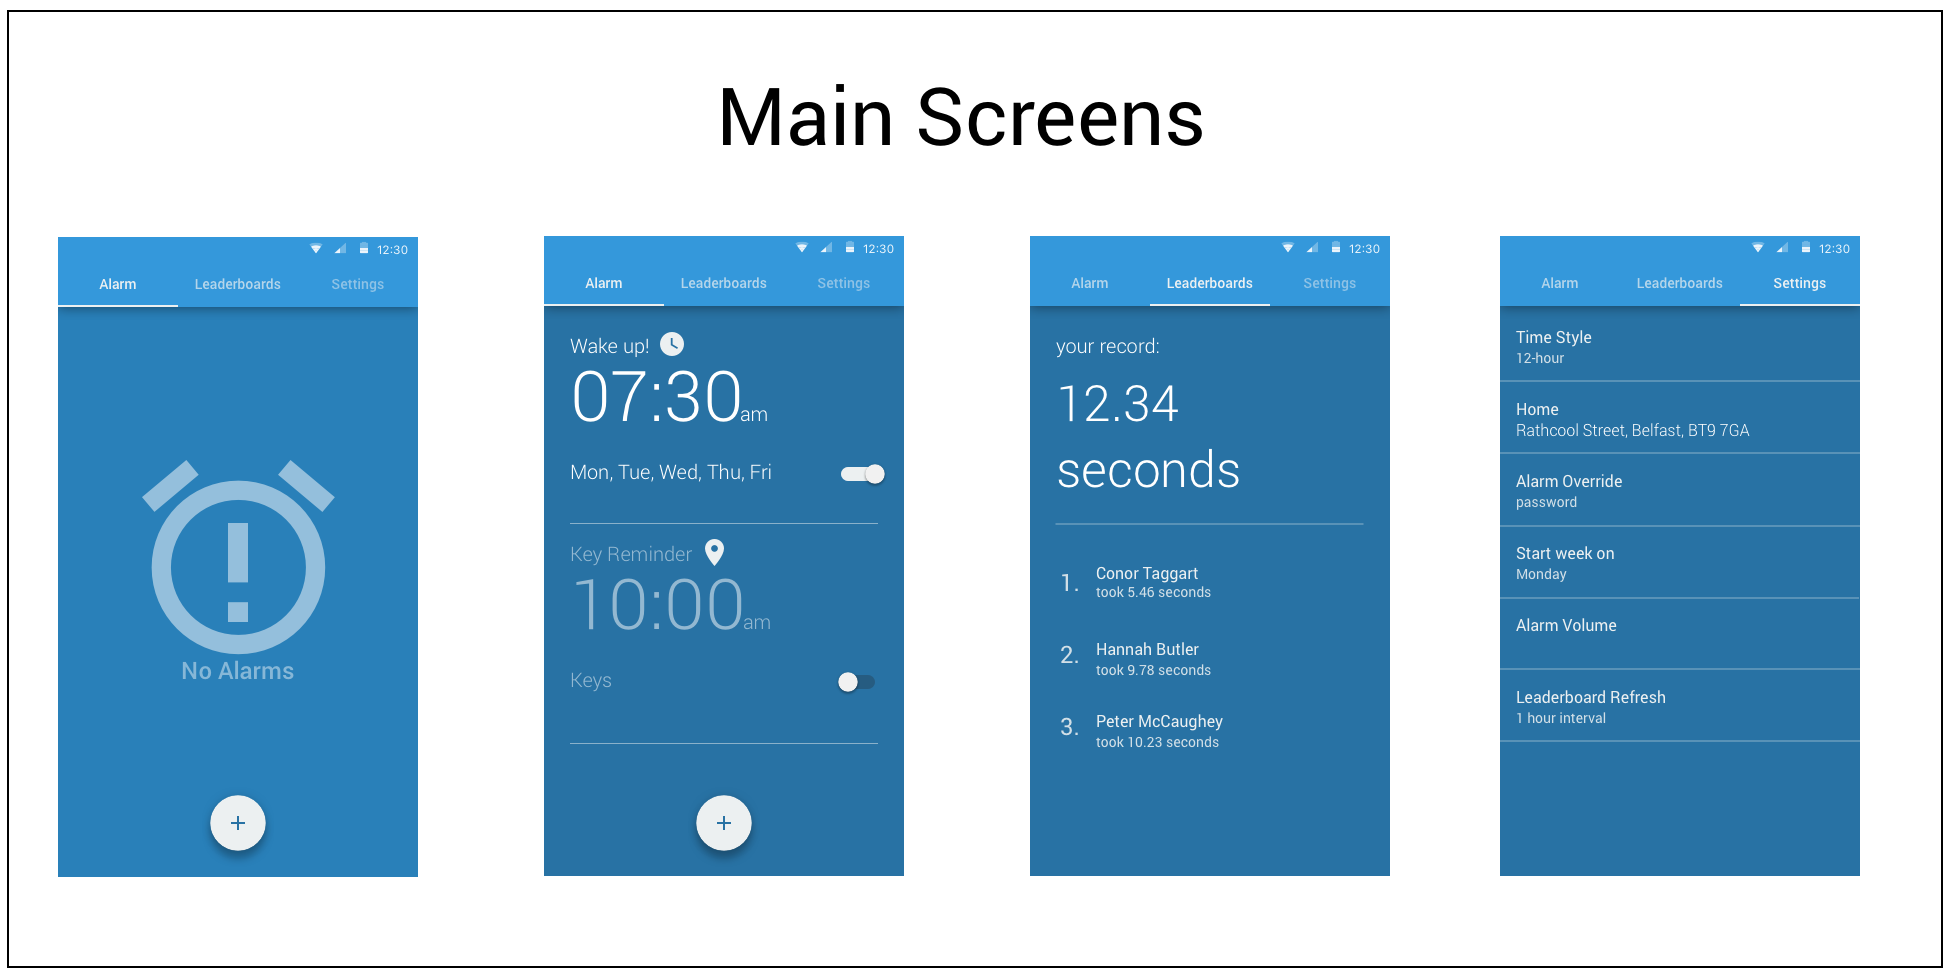 Main Screens
12:30
Alarm Leaderboards Settings
No Alarms
+
12:30
Alarm Leaderboards Settings
Wake up!
07:30am
Mon, Tue, Wed, Thu, Fri
Key Reminder
10:00am
Keys
+
12:30
Alarm Leaderboards Settings
your record:
12.34
seconds
1. Conor Taggart
took 5.46 seconds
2. Hannah Butler
took 9.78 seconds
3. Peter McCaughey
took 10.23 seconds
12:30
Alarm Leaderboards Settings
Time Style
12-hour
Home
Rathcool Street, Belfast, BT9 7GA
Alarm Override
password
Start week on
Monday
Alarm Volume
Leaderboard Refresh
1 hour interval